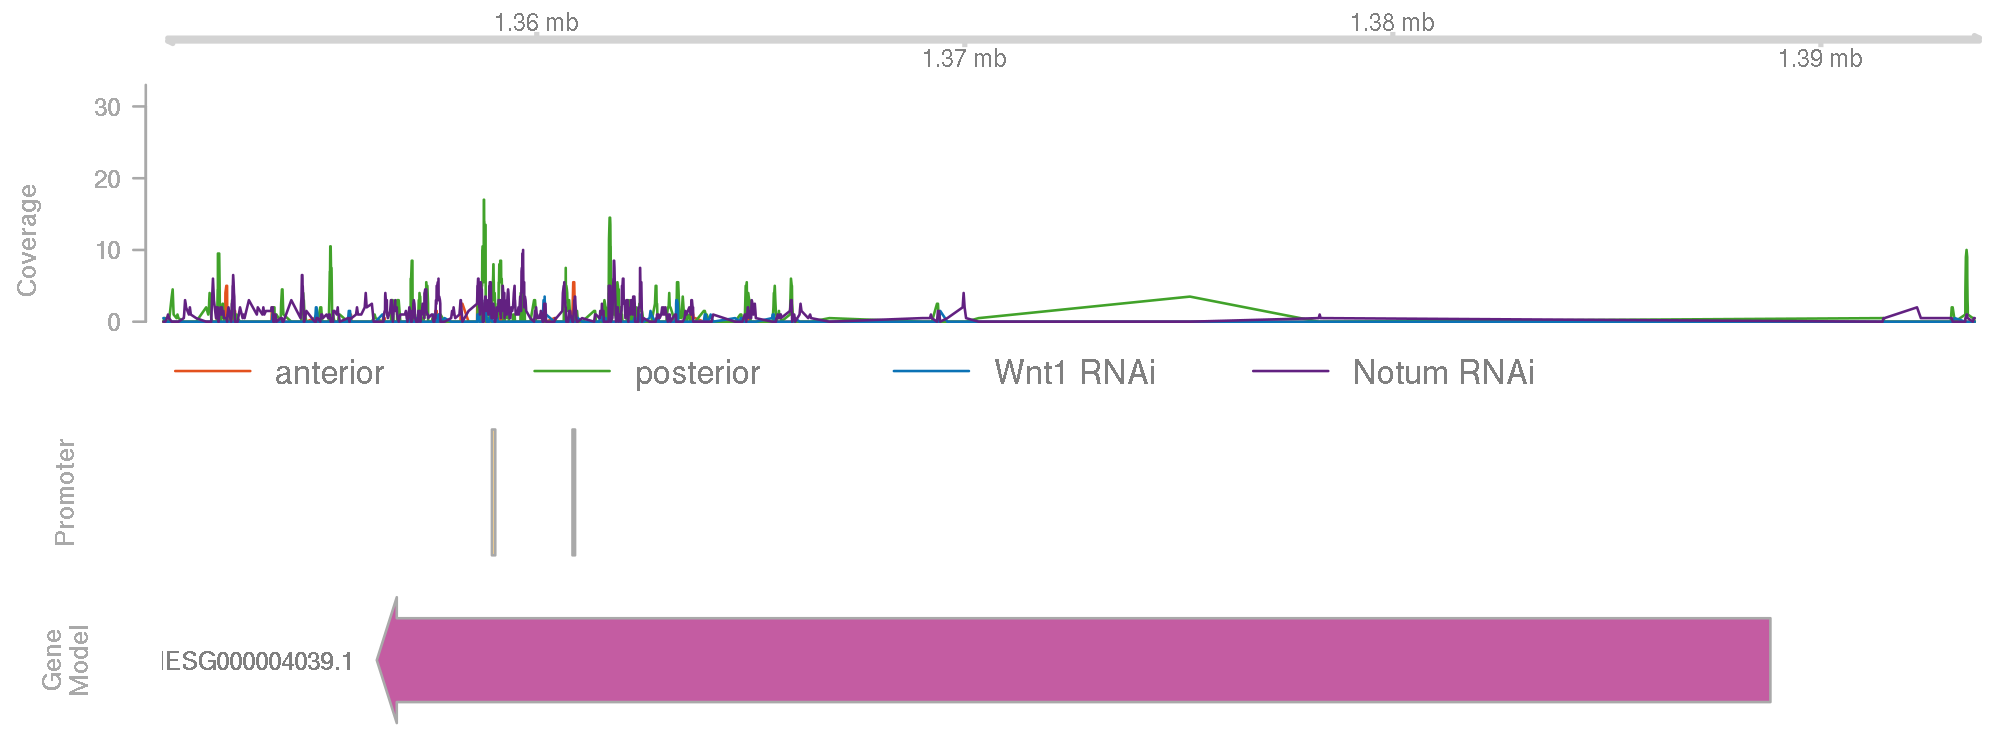 1.36 mb
1.38 mb
1.37 mb
1.39 mb
Coverage
30
20
10
0
anterior posterior Wnt1 RNAi Notum RNAi
Promoter
Gene
Model
ESG000004039.1